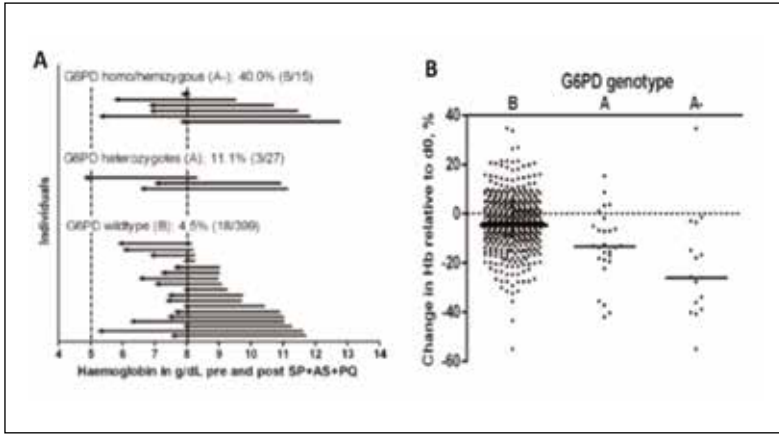 A
G6PD homo/hemizygous (A-): 40.0% (6/15)
G6PD heterozygotes (A): 11.1% (3/27)
G6PD wildtype (B): 4.5% (18/399)
Individuals
4 5 6 7 8 9 10 11 12 13 14
Haemoglobin in g/dL pre and post SP+AS+PQ
B
G6PD genotype
B A A-
Change in Hb relative to d0, %
40
20
0
-20
-40
-60